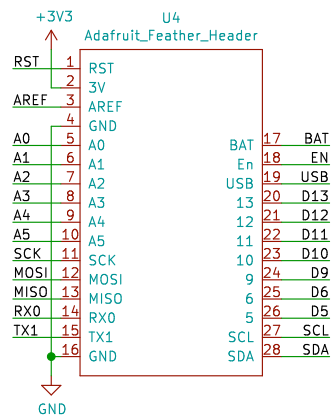 +3V3
U4
Adafruit_Feather_Header
RST 1 RST
2 3V
AREF 3 AREF
4 GND
A0 5 A0 BAT 17 BAT
A1 6 A1 En 18 EN
A2 7 A2 USB 19 USB
A3 8 A3 13 20 D13
A4 9 A4 12 21 D12
A5 10 A5 11 22 D11
SCK 11 SCK 10 23 D10
MOSI 12 MOSI 9 24 D9
MISO 13 MISO 6 25 D6
RX0 14 RX0 5 26 D5
TX1 15 TX1 SCL 27 SCL
16 GND SDA 28 SDA
GND